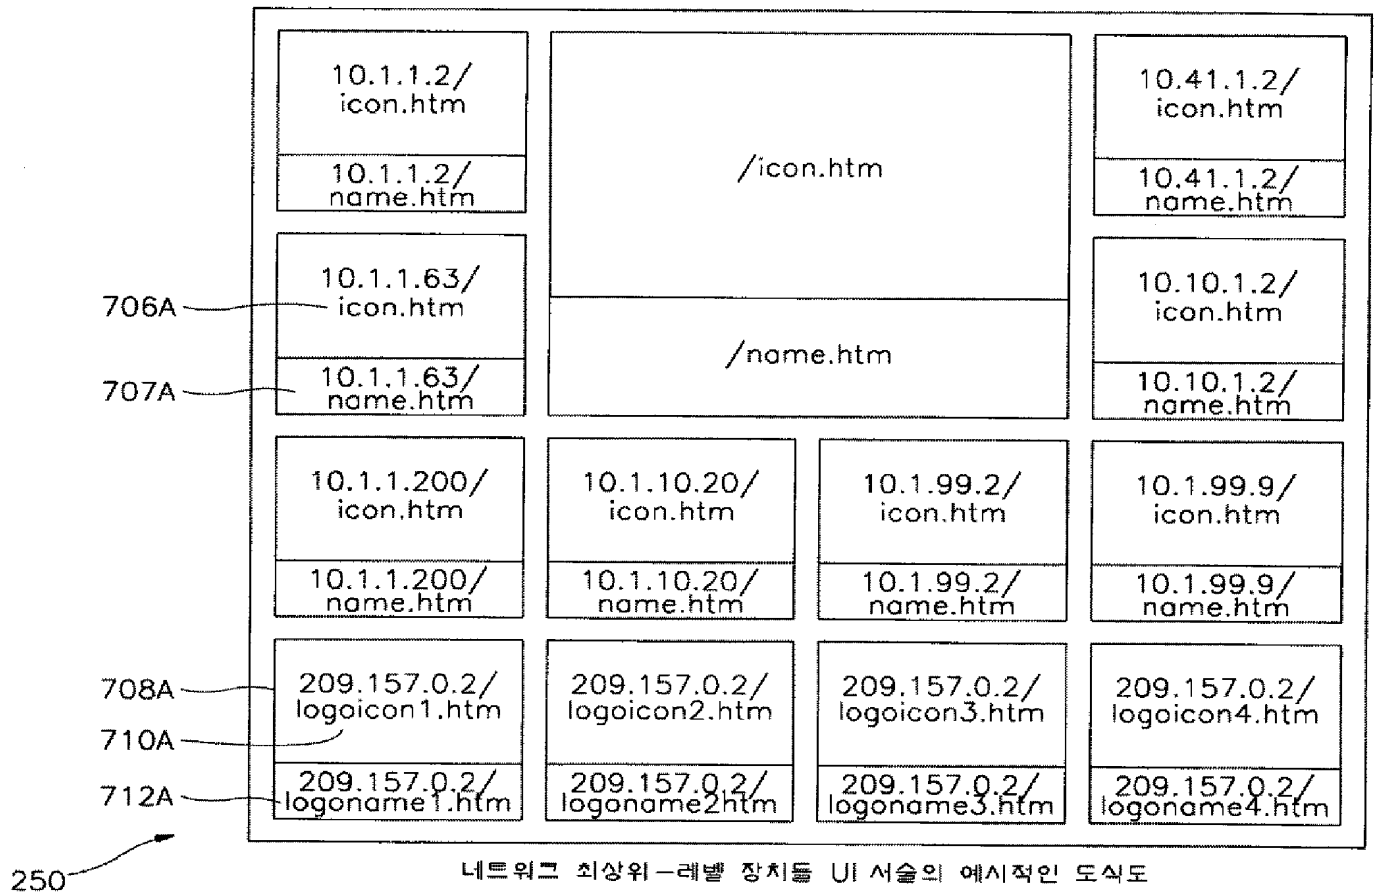 10.1.1.2/
icon.htm
10.1.1.2/
name.htm
/icon.htm
/name.htm
10.41.1.2/
icon.htm
10.41.1.2/
name.htm
706A
10.1.1.63/
icon.htm
707A
10.1.1.63/
name.htm
10.10.1.2/
icon.htm
10.10.1.2/
name.htm
10.1.1.200/
icon.htm
10.1.1.200/
name.htm
10.1.10.20/
icon.htm
10.1.10.20/
name.htm
10.1.99.2/
icon.htm
10.1.99.2/
name.htm
10.1.99.9/
icon.htm
10.1.99.9/
name.htm
708A
710A
209.157.0.2/
logoicon1.htm
712A
209.157.0.2/
logoname1.htm
209.157.0.2/
logoicon2.htm
209.157.0.2/
logoname2htm
209.157.0.2/
logoicon3.htm
209.157.0.2/
logoname3.htm
209.157.0.2/
logoicon4.htm
209.157.0.2/
logoname4.htm
250
네트워크 최상위-레벨 장치들 UI 서술의 예시적인 도식도